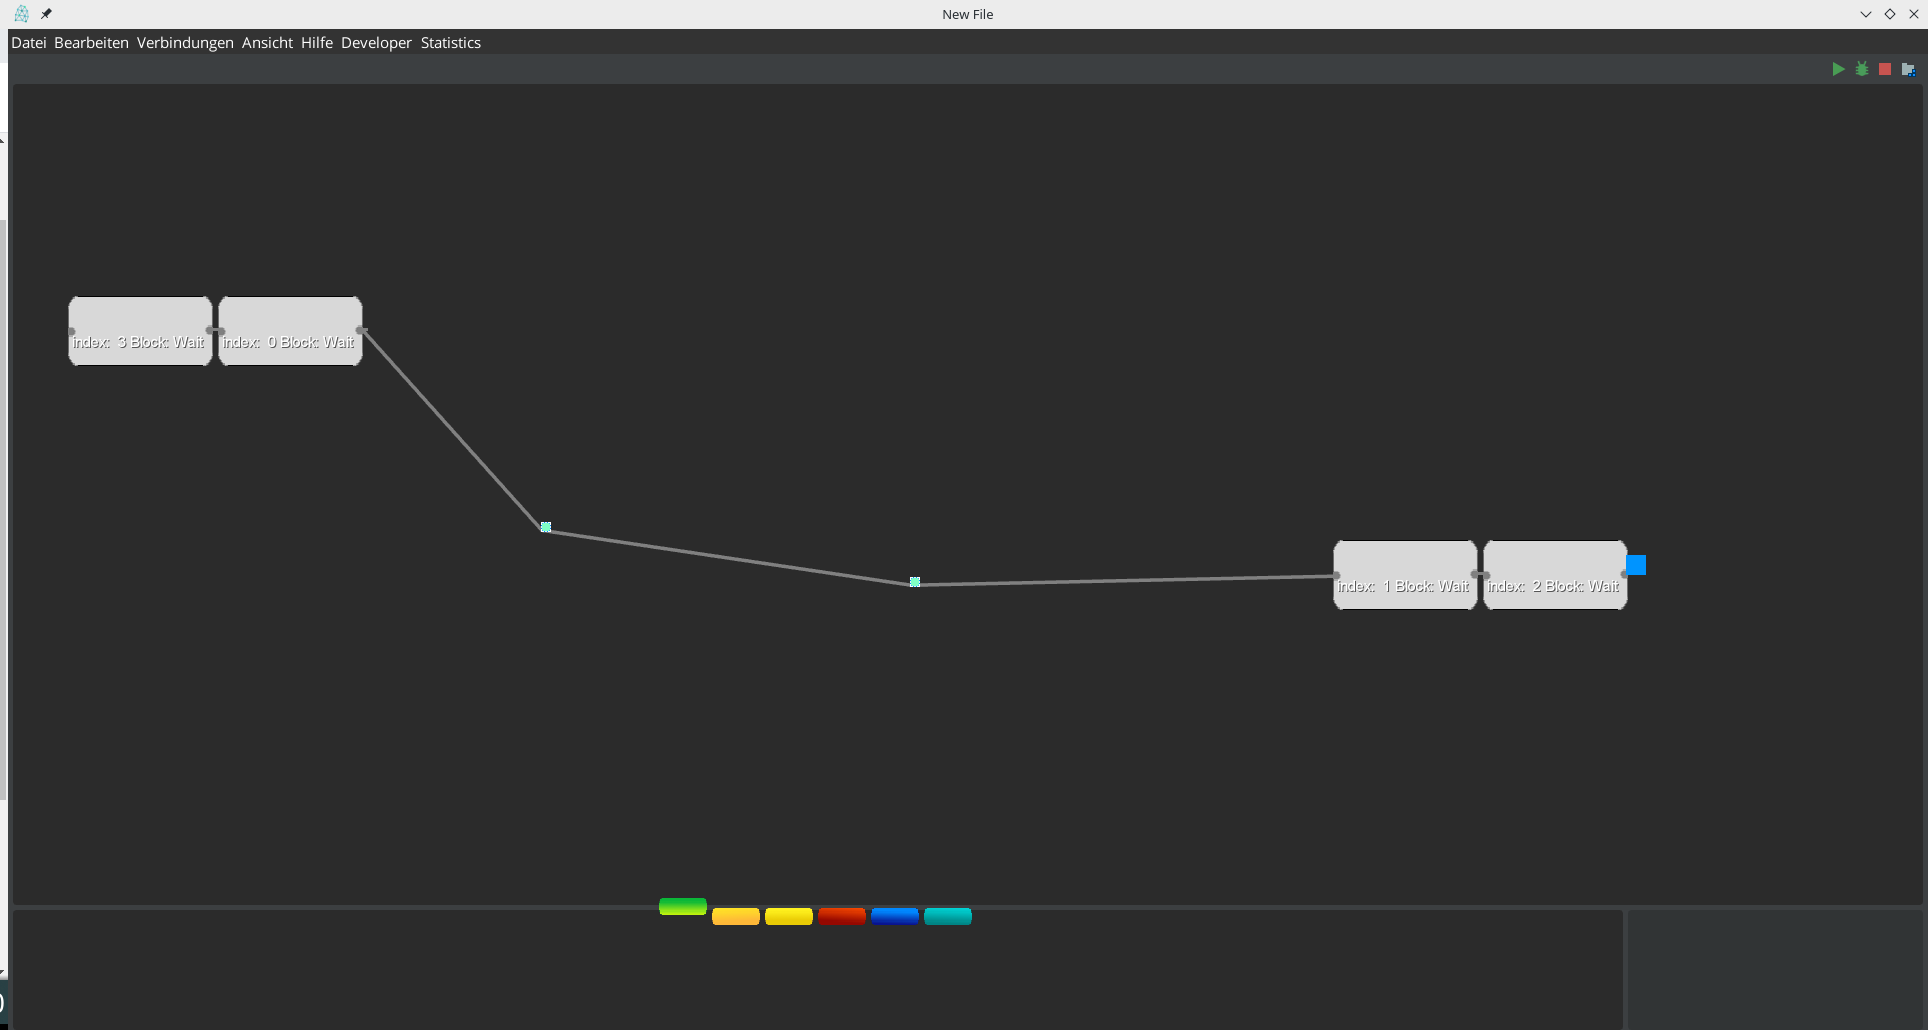 New File
Datei Bearbeiten Verbindungen Ansicht Hilfe Developer Statistics
index: 3 Block: Wait index: 0 Block: Wait
index: 1 Block: Wait index: 2 Block: Wait